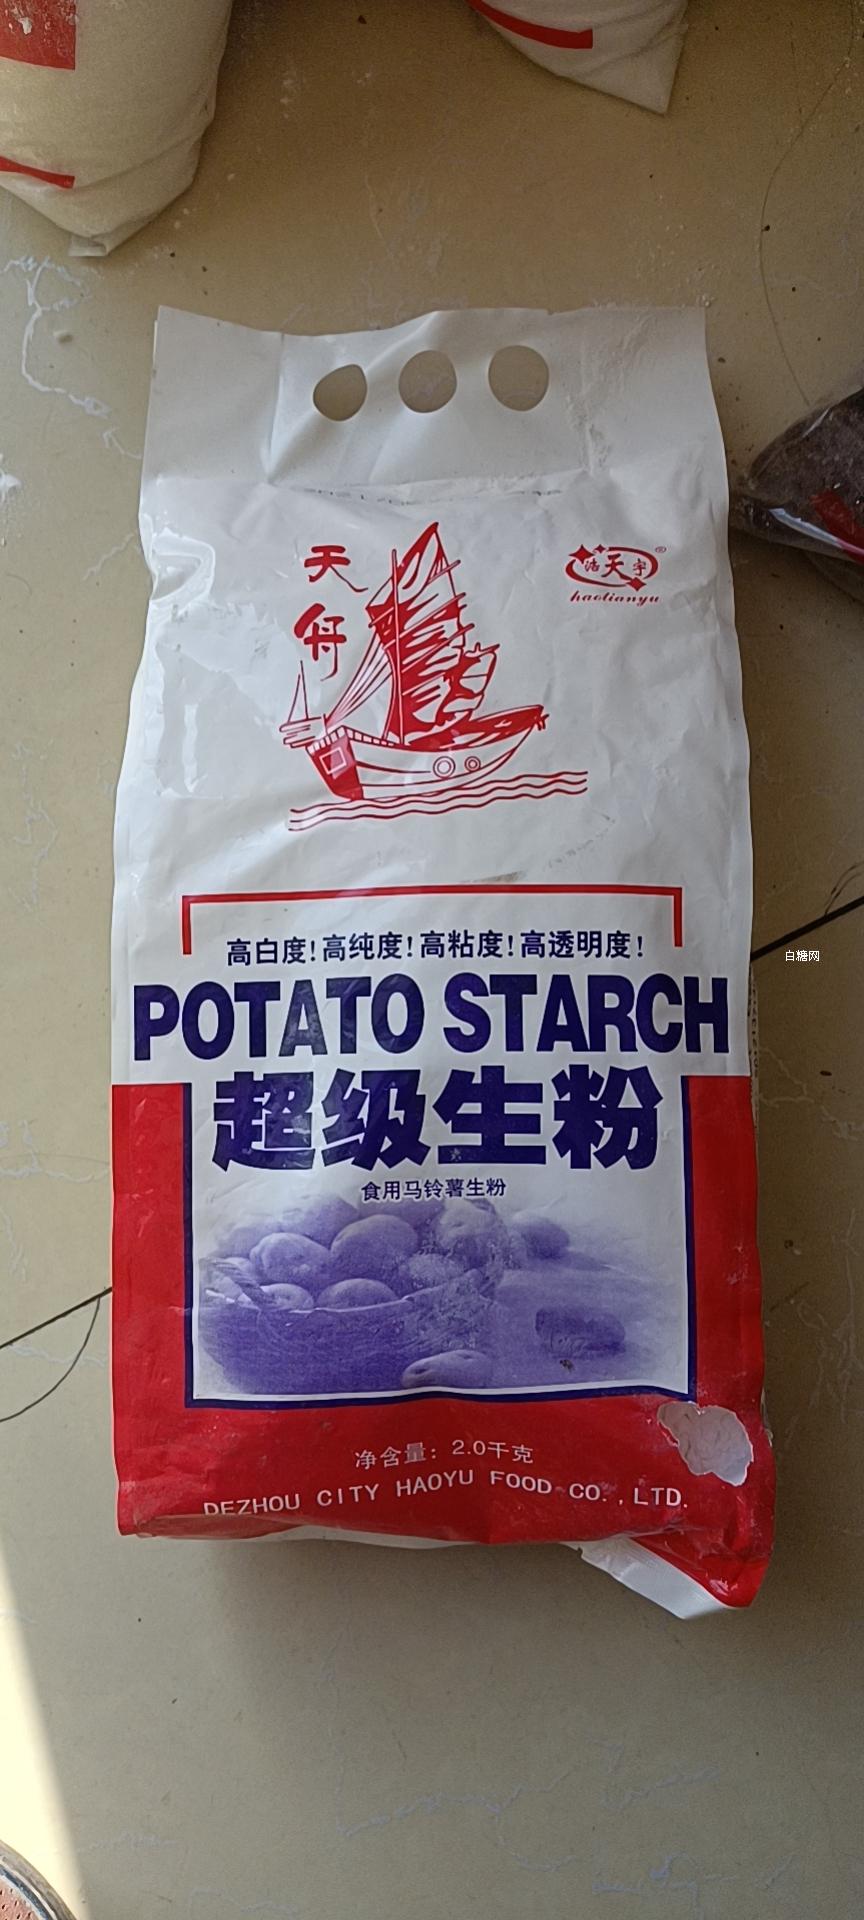 天
舟
浩天宇
®
haotianyu
高白度!高纯度!高粘度!高透明度!
白糖网
POTATO STARCH
超级生粉
食用马铃薯生粉
净含量：2.0千克
DEZHOU CITY HAOYU FOOD CO.,LTD.